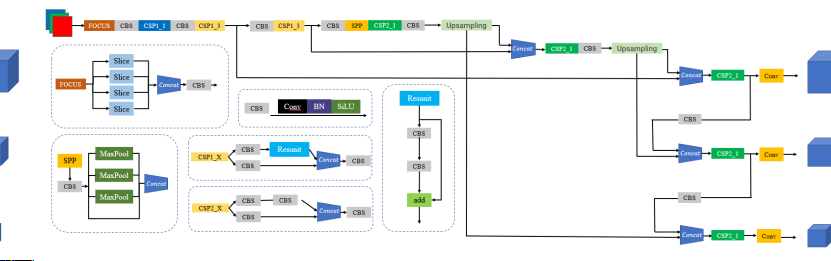 FOCUS CBS CSP1_1 CBS CSP1_3 CBS CSP1_3 CBS SPP CSP2_1 CBS Upsampling
Concat CSP2_1 CBS Upsampling
Concat CSP2_1 Conv
CBS
Concat CSP2_1 Conv
CBS
Concat CSP2_1 Conv
FOCUS
Slice
Slice
Slice
Slice
Concat CBS
CBS Conv BN SiLU
SPP
CBS
MaxPool
MaxPool
MaxPool
Concat
CSP1_X
CBS Resunit
CBS
Concat CBS
CSP2_X
CBS CBS
CBS
Concat CBS
Resunit
CBS
CBS
add